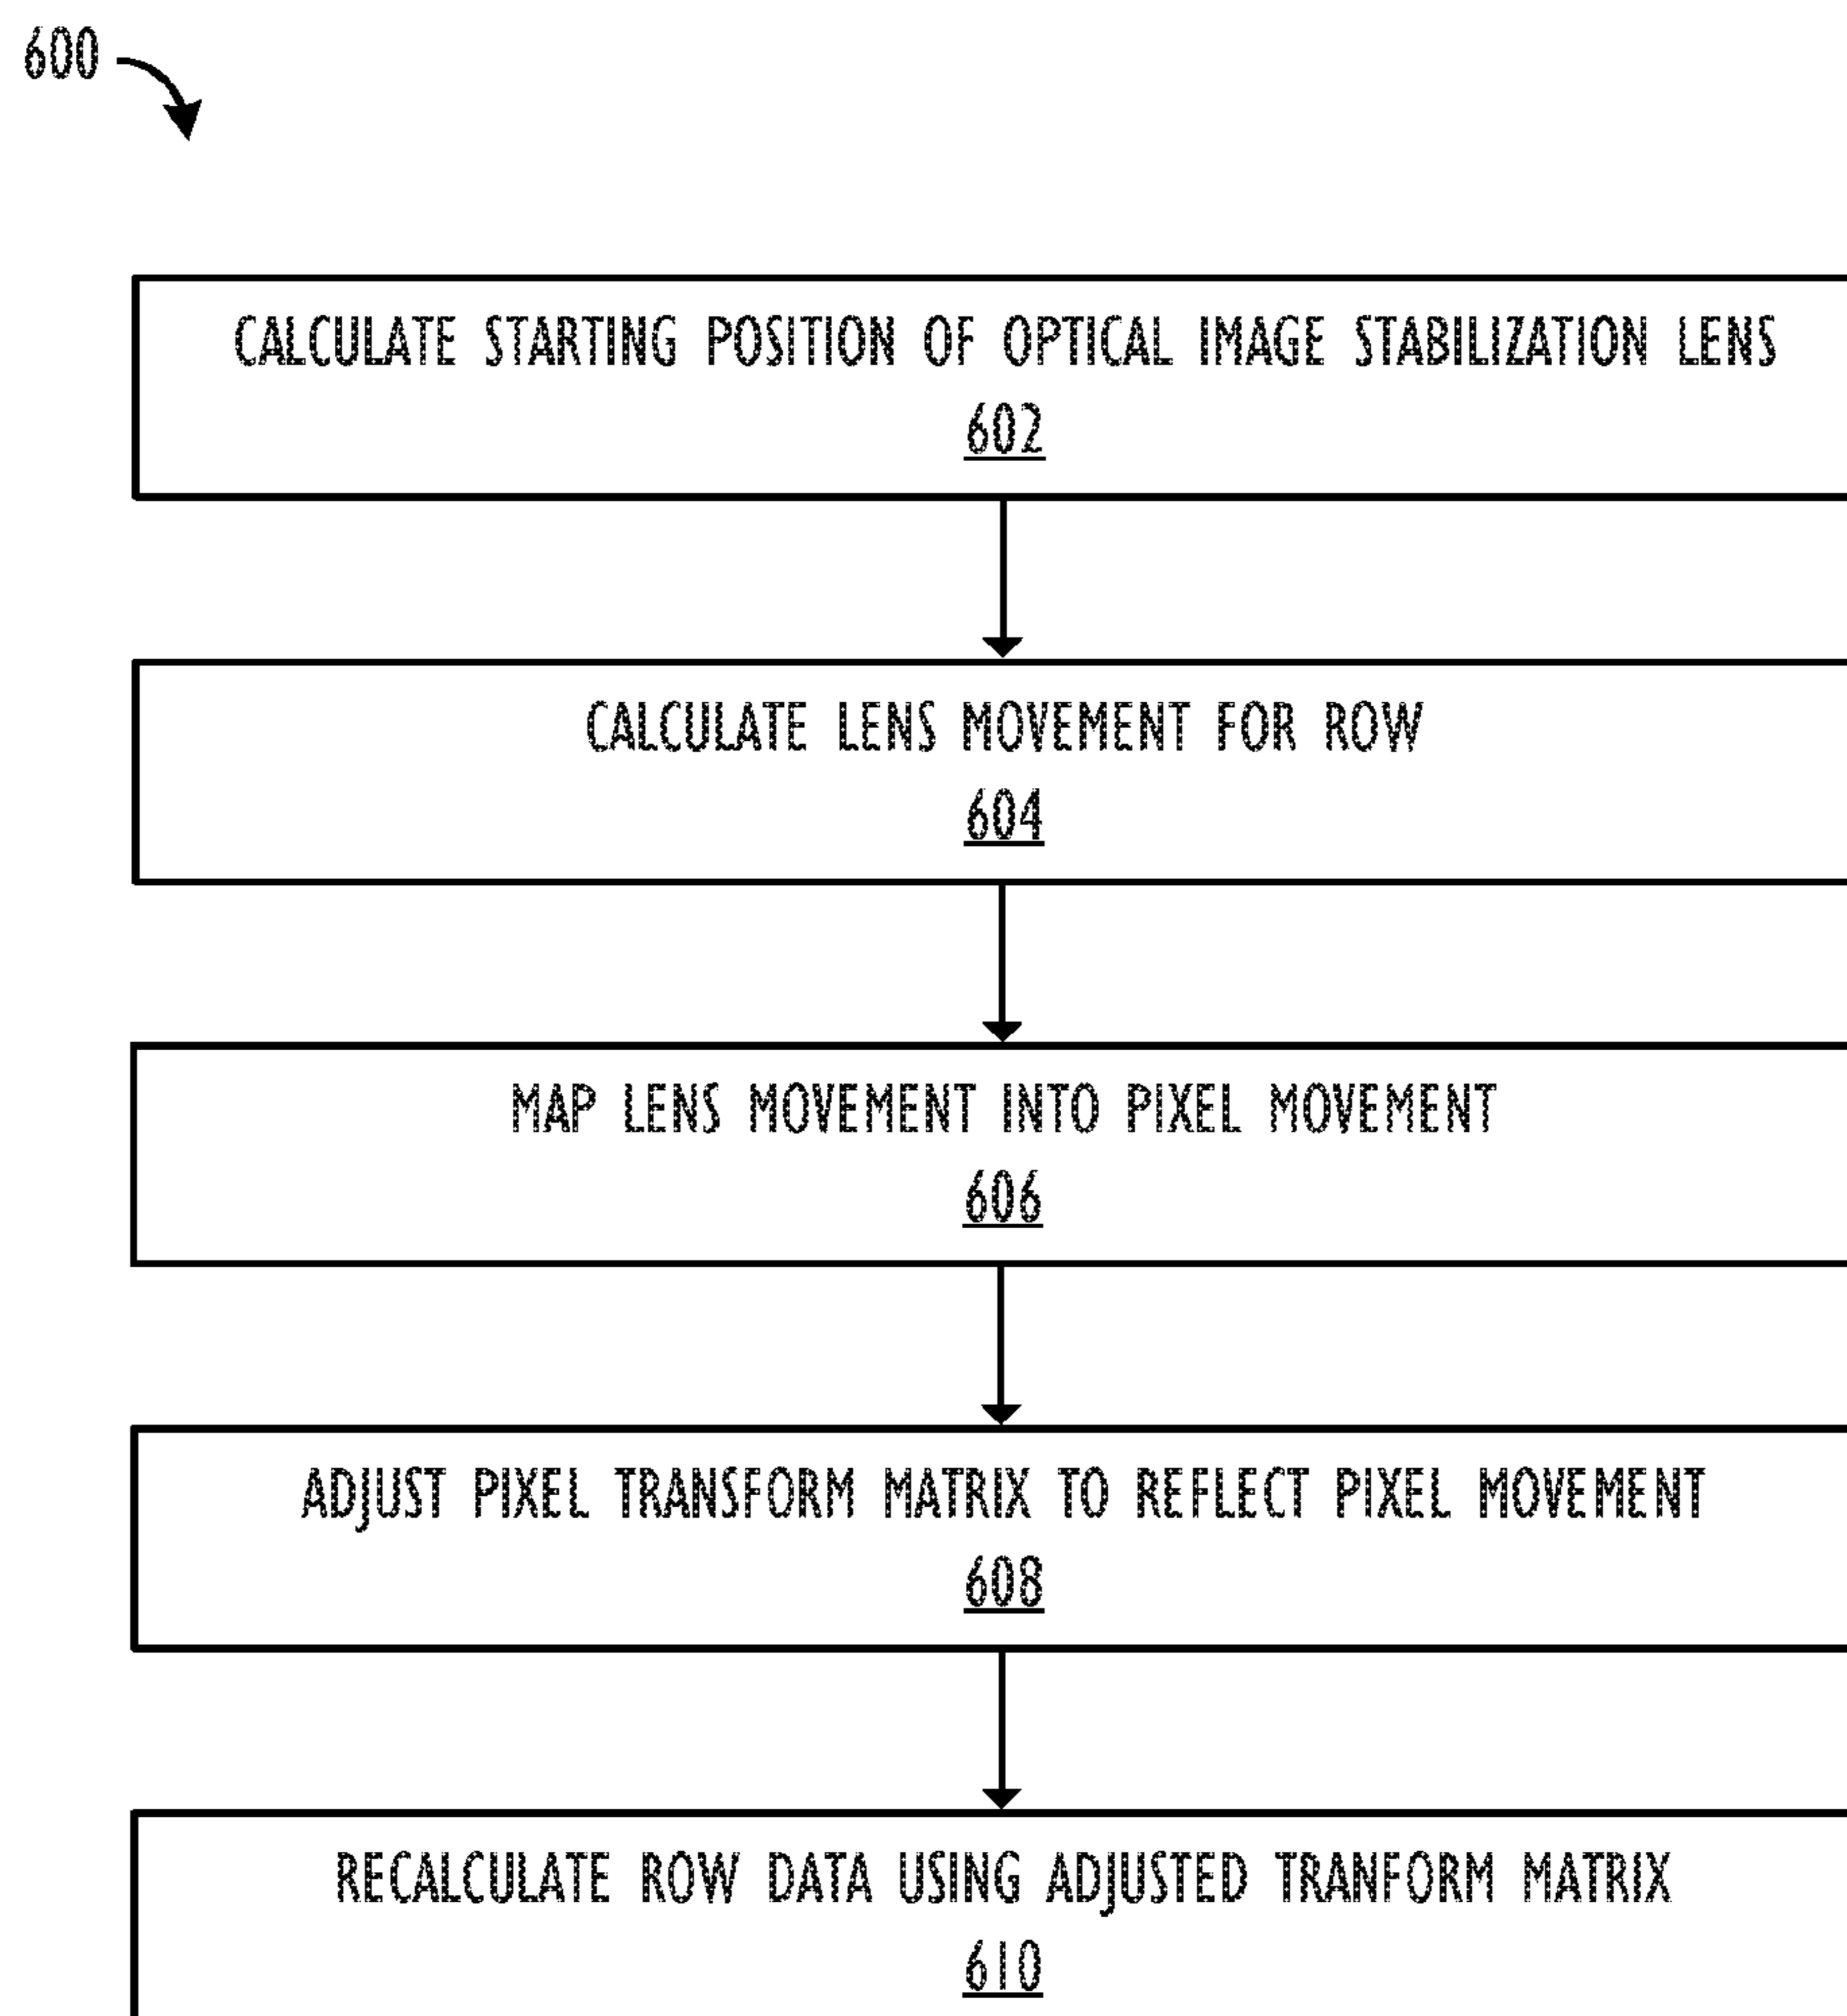 600
CALCULATE STARTING POSITION OF OPTICAL IMAGE STABILIZATION LENS
602
CALCULATE LENS MOVEMENT FOR ROW
604
MAP LENS MOVEMENT INTO PIXEL MOVEMENT
606
ADJUST PIXEL TRANSFORM MATRIX TO REFLECT PIXEL MOVEMENT
608
RECALCULATE ROW DATA USING ADJUSTED TRANFORM MATRIX
610